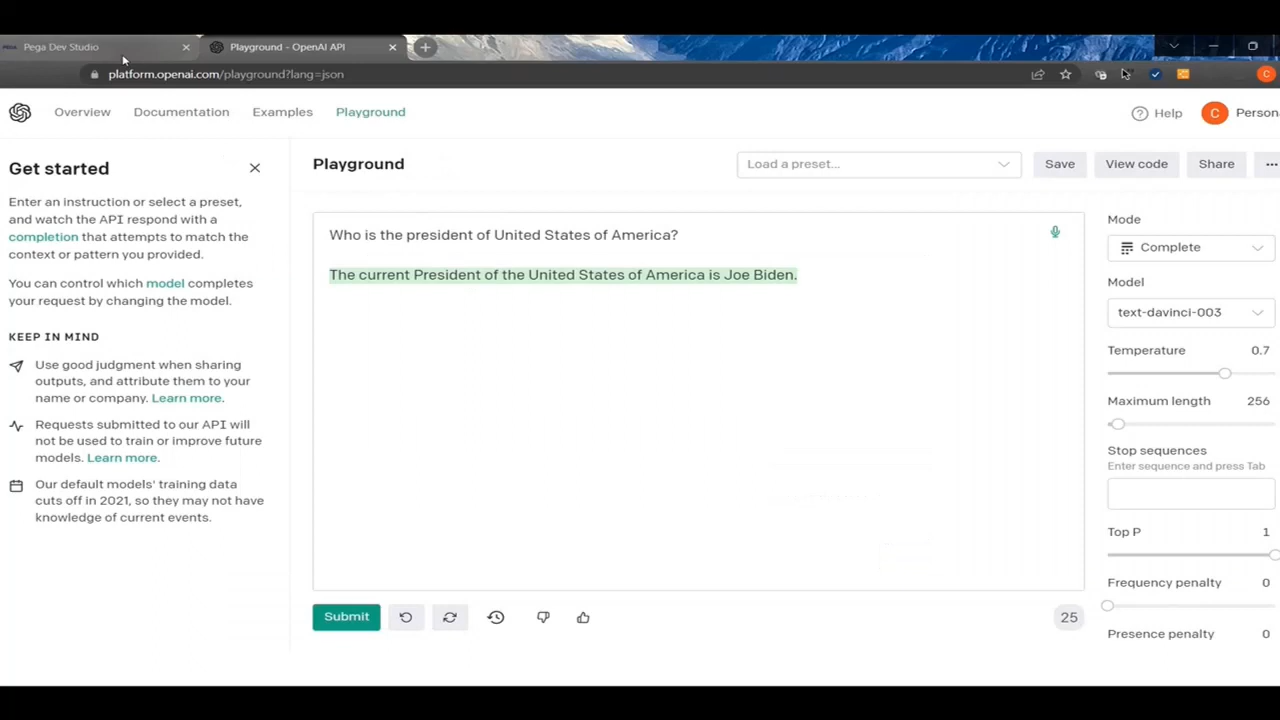 Pega Dev Studio
Playground - OpenAI API
platform.openai.com/playground?lang=json
C
Overview
Documentation
Examples
Playground
Help
C
Person
Get started
Enter an instruction or select a preset,
and watch the API respond with a
completion that attempts to match the
context or pattern you provided.
You can control which model completes
your request by changing the model.
KEEP IN MIND
Use good judgment when sharing
outputs, and attribute them to your
name or company. Learn more.
Requests submitted to our API will
not be used to train or improve future
models. Learn more.
Our default models' training data
cuts off in 2021, so they may not have
knowledge of current events.
Playground
Load a preset...
Save
View code
Share
...
Who is the president of United States of America?
The current President of the United States of America is Joe Biden.
Submit
25
Mode
Complete
Model
text-davinci-003
Temperature 0.7
Maximum length 256
Stop sequences
Enter sequence and press Tab
Top P 1
Frequency penalty 0
Presence penalty 0